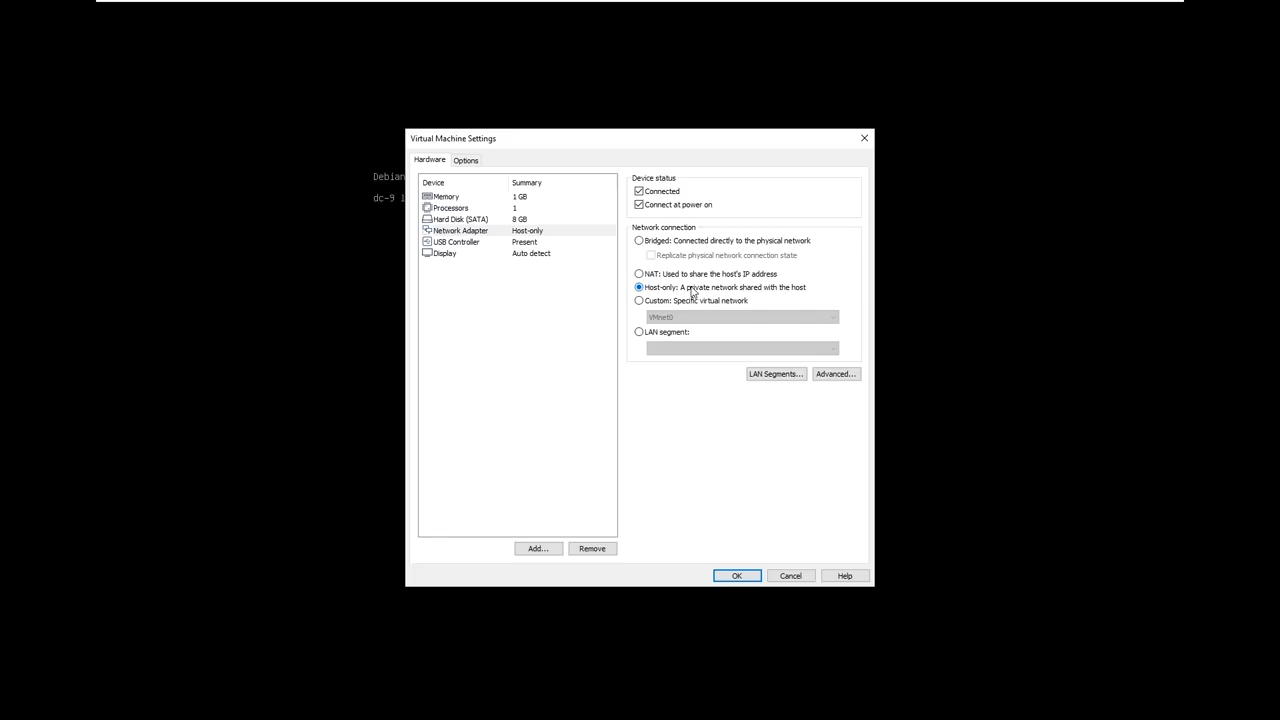 Virtual Machine Settings
Hardware Options
Debian
dc-9 l
Device Summary
Memory 1 GB
Processors 1
Hard Disk (SATA) 8 GB
Network Adapter Host-only
USB Controller Present
Display Auto detect
Add... Remove
Device status
Connected
Connect at power on
Network connection
Bridged: Connected directly to the physical network
Replicate physical network connection state
NAT: Used to share the host's IP address
Host-only: A private network shared with the host
Custom: Specific virtual network
VMnet0
LAN segment:
LAN Segments... Advanced...
OK Cancel Help